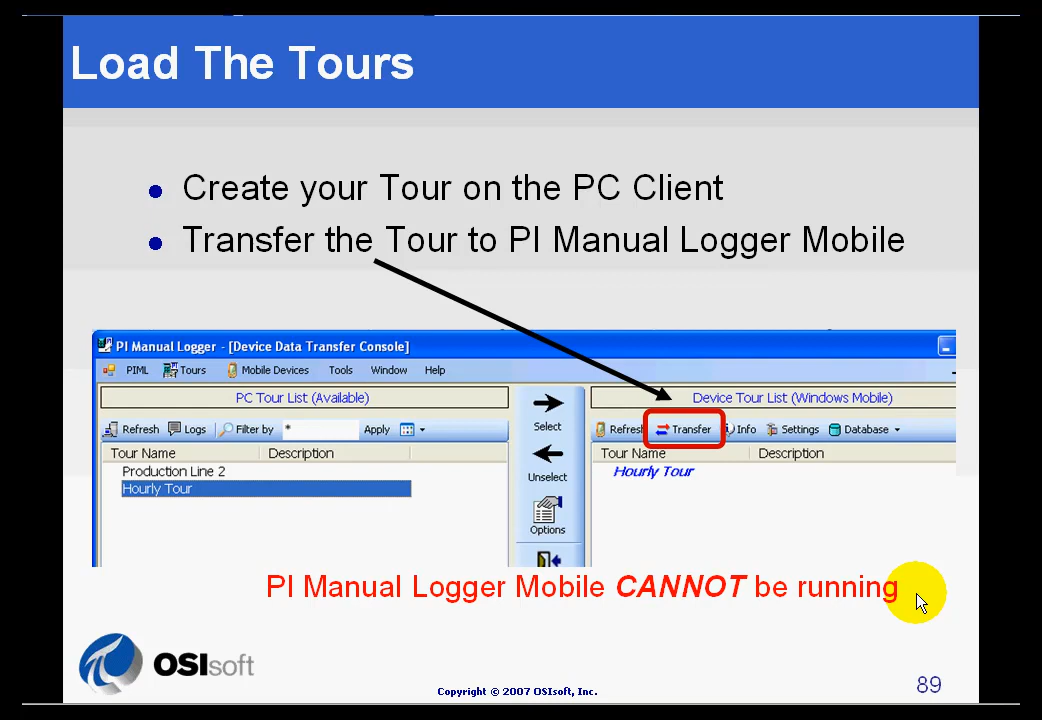 Load The Tours
Create your Tour on the PC Client
Transfer the Tour to PI Manual Logger Mobile
PI Manual Logger - [Device Data Transfer Console]
PIML Tours Mobile Devices Tools Window Help
PC Tour List (Available)
Device Tour List (Windows Mobile)
Refresh Logs Filter by * Apply
Select
Refresh Transfer Info Settings Database
Tour Name Description
Tour Name Description
Production Line 2
Hourly Tour
Hourly Tour
Unselect
Options
PI Manual Logger Mobile CANNOT be running
OSIsoft
Copyright © 2007 OSIsoft, Inc.
89